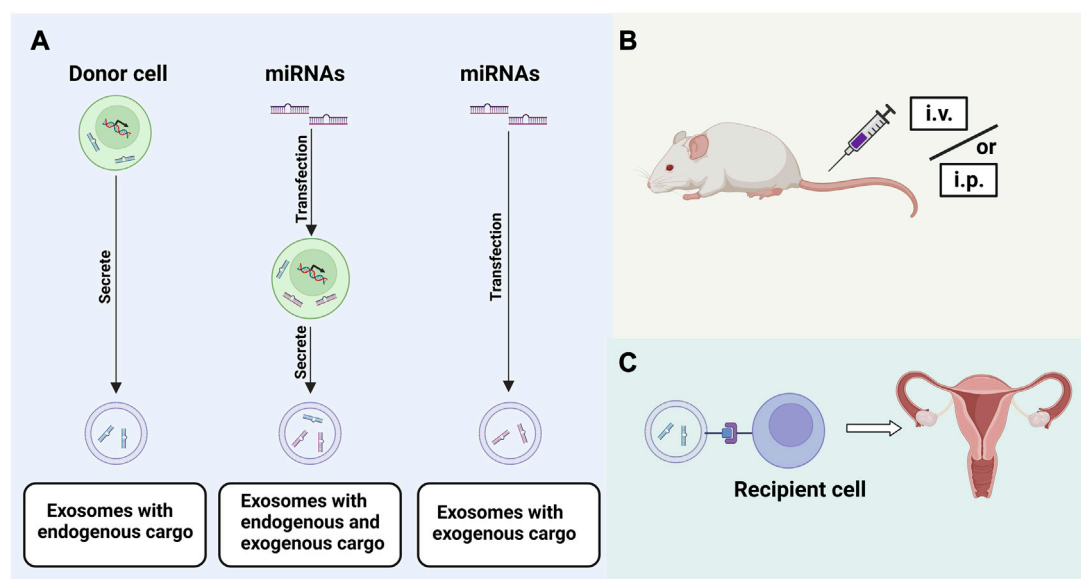 A
Donor cell
Secrete
Exosomes with
endogenous cargo
miRNAs
Transfection
Secrete
Exosomes with
endogenous and
exogenous cargo
miRNAs
Transfection
Exosomes with
exogenous cargo
B
i.v.
or
i.p.
C
Recipient cell